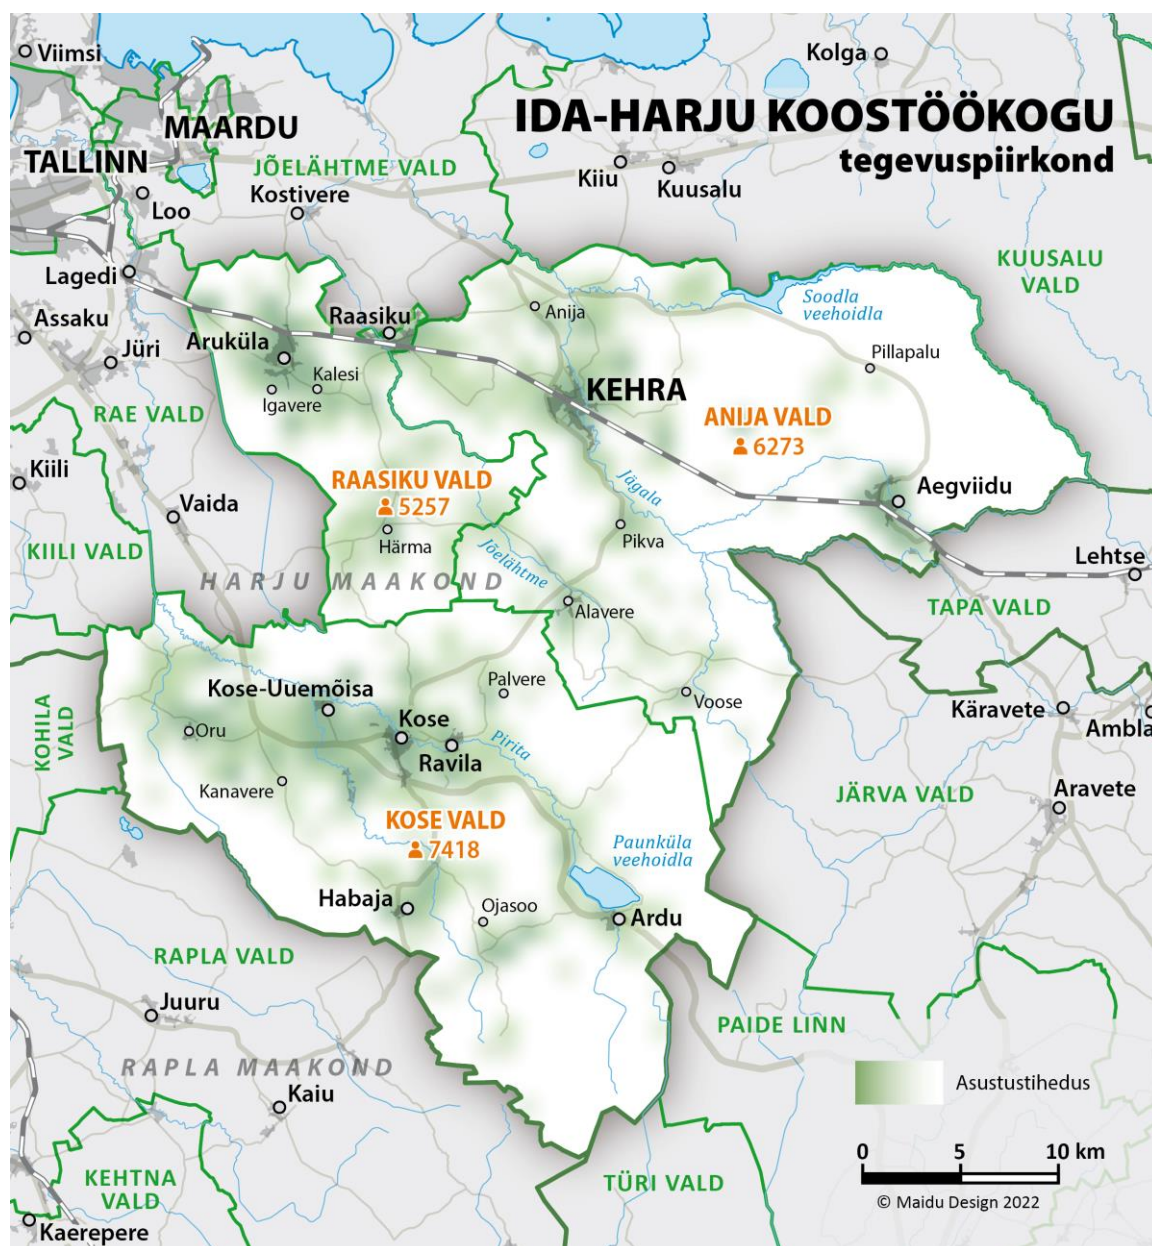 Viimsi
Kolga
IDA-HARJU KOOSTÖÖKOGU
tegevuspiirkond
MAARDU
TALLINN
JÕELÄHTME VALD
Kiiu
Kuusalu
Kostivere
Loo
KUUSALU
VALD
Lagedi
Soodla
veehoidla
Anija
Raasiku
Assaku
Aruküla
Jüri
Pillapalu
Kalesi
Igavere
KEHRA
RAE VALD
ANIJA VALD
6273
Kiili
RAASIKU VALD
5257
Jägala
Aegviidu
Vaida
Härma
Pikva
KIILI VALD
Jõelähtme
Lehtse
HARJU MAAKOND
Alavere
TAPA VALD
Kose-Uuemõisa
Palvere
Voose
Käravete
Ambla
KOHILA
VALD
Oru
Kose
Pirita
Ravila
Kanavere
JÄRVA VALD
Aravete
KOSE VALD
7418
Paunküla
veehoidla
Habaja
Ojasoo
Ardu
RAPLA VALD
Juuru
PAIDE LINN
RAPLA MAAKOND
Kaiu
Asustustihedus
0 5 10 km
KEHTNA
VALD
TÜRI VALD
© Maidu Design 2022
Kaerepere